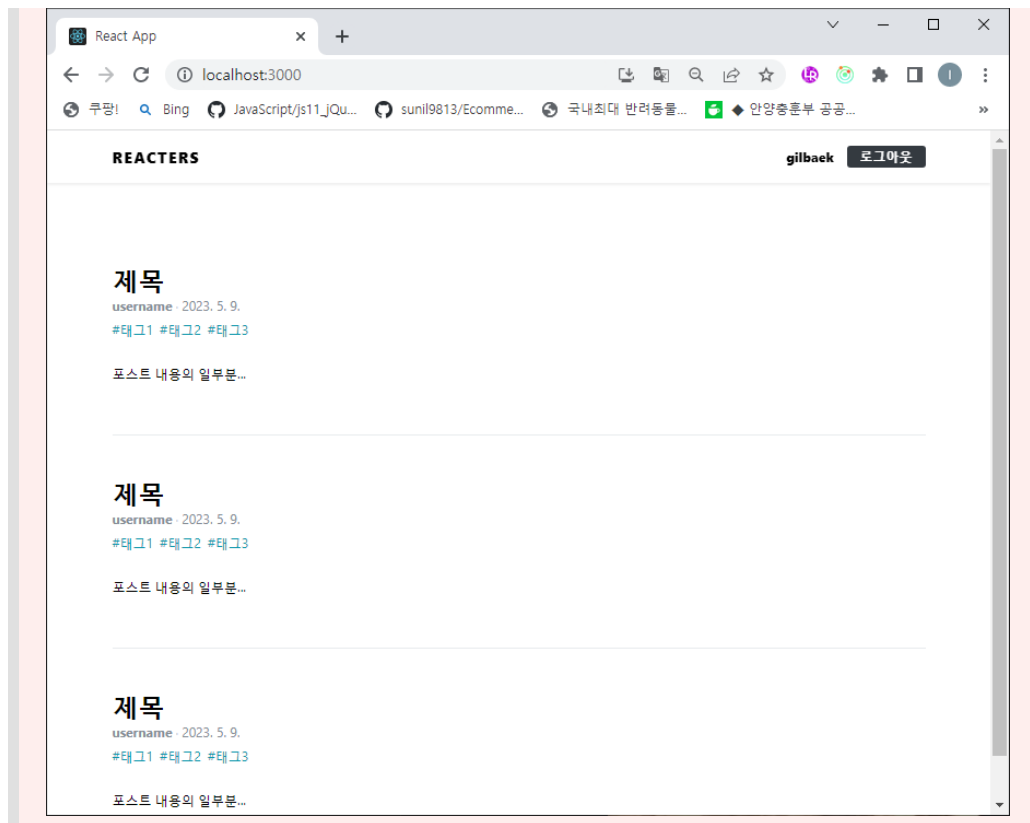 React App
localhost:3000
쿠팡! Bing JavaScript/js11_jQu... sunil9813/Ecomme... 국내최대 반려동물... ◆ 안양충훈부 공공... »
REACTERS gilbaek 로그아웃
제목
username · 2023. 5. 9.
#태그1 #태그2 #태그3
포스트 내용의 일부분...
제목
username · 2023. 5. 9.
#태그1 #태그2 #태그3
포스트 내용의 일부분...
제목
username · 2023. 5. 9.
#태그1 #태그2 #태그3
포스트 내용의 일부분...